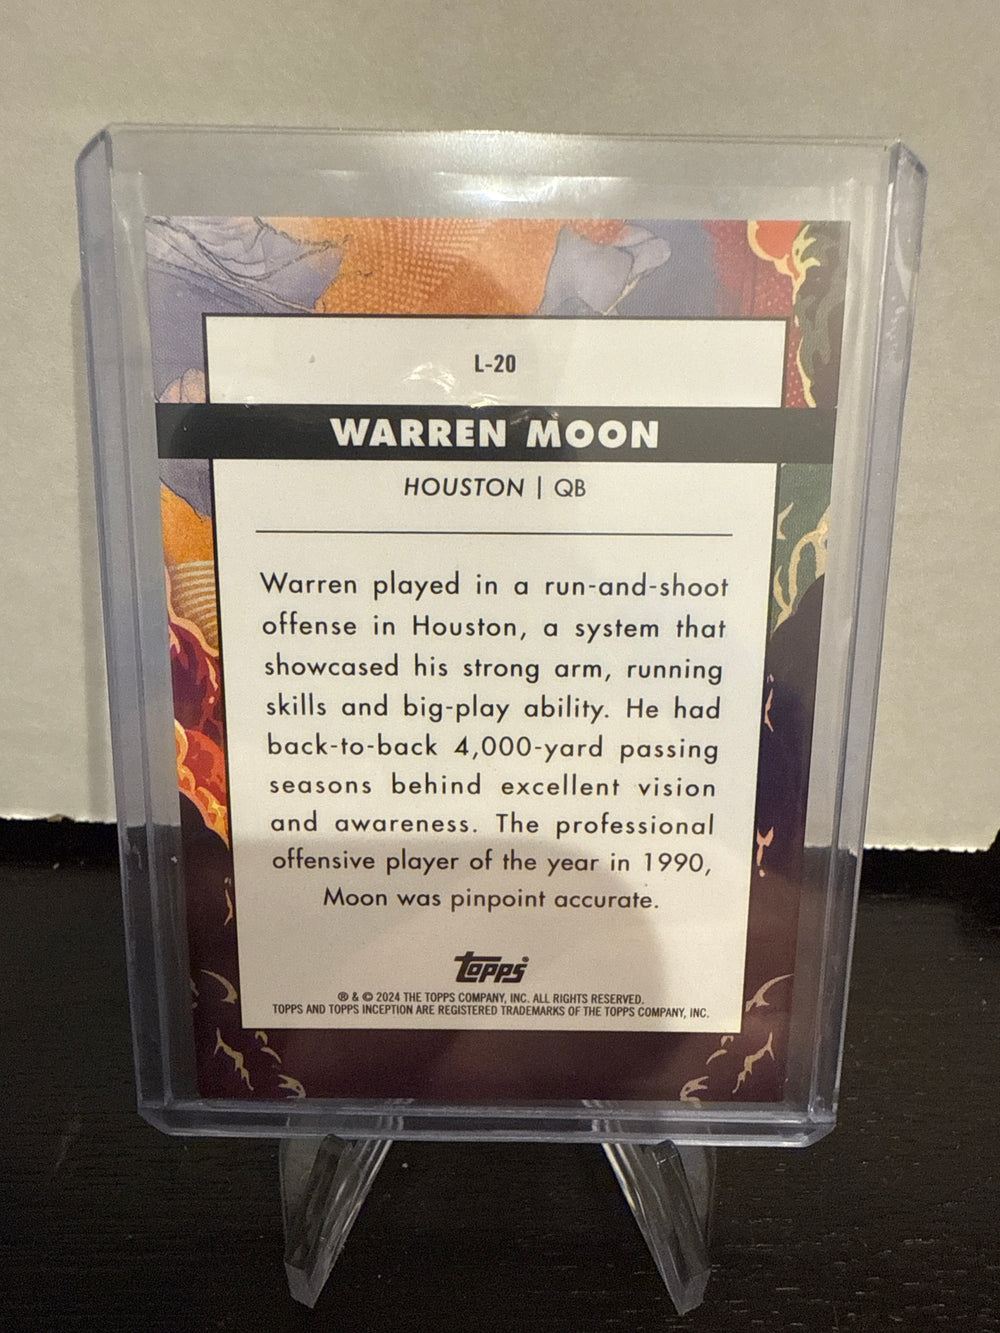 L-20
WARREN MOON
HOUSTON | QB
Warren played in a run-and-shoot
offense in Houston, a system that
showcased his strong arm, running
skills and big-play ability. He had
back-to-back 4,000-yard passing
seasons behind excellent vision
and awareness. The professional
offensive player of the year in 1990,
Moon was pinpoint accurate.
topps®
® & © 2024 THE TOPPS COMPANY, INC. ALL RIGHTS RESERVED.
TOPPS AND TOPPS INCEPTION ARE REGISTERED TRADEMARKS OF THE TOPPS COMPANY, INC.